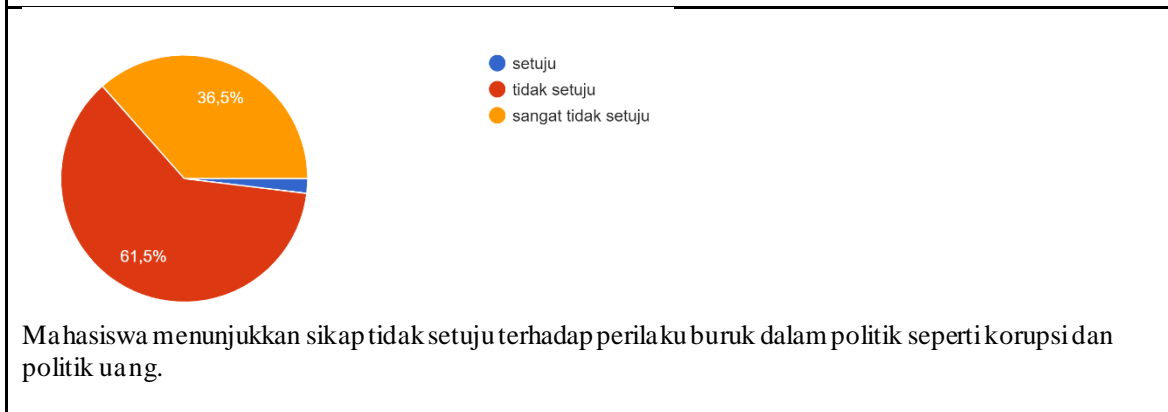 36,5%
61,5%
setuju
tidak setuju
sangat tidak setuju
Mahasiswa menunjukkan sikap tidak setuju terhadap perilaku buruk dalam politik seperti korupsi dan
politik uang.